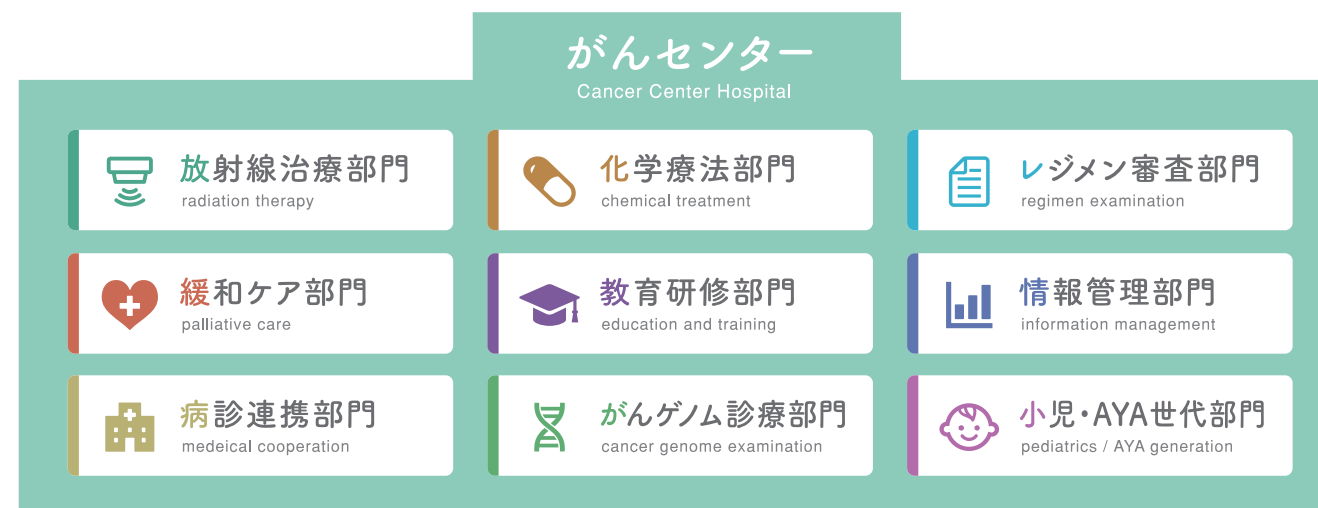 がんセンター
Cancer Center Hospital
放射線治療部門
radiation therapy
化学療法部門
chemical treatment
レジメン審査部門
regimen examination
緩和ケア部門
palliative care
教育研修部門
education and training
情報管理部門
information management
病診連携部門
medeical cooperation
がんゲノム診療部門
cancer genome examination
小児・AYA世代部門
pediatrics / AYA generation